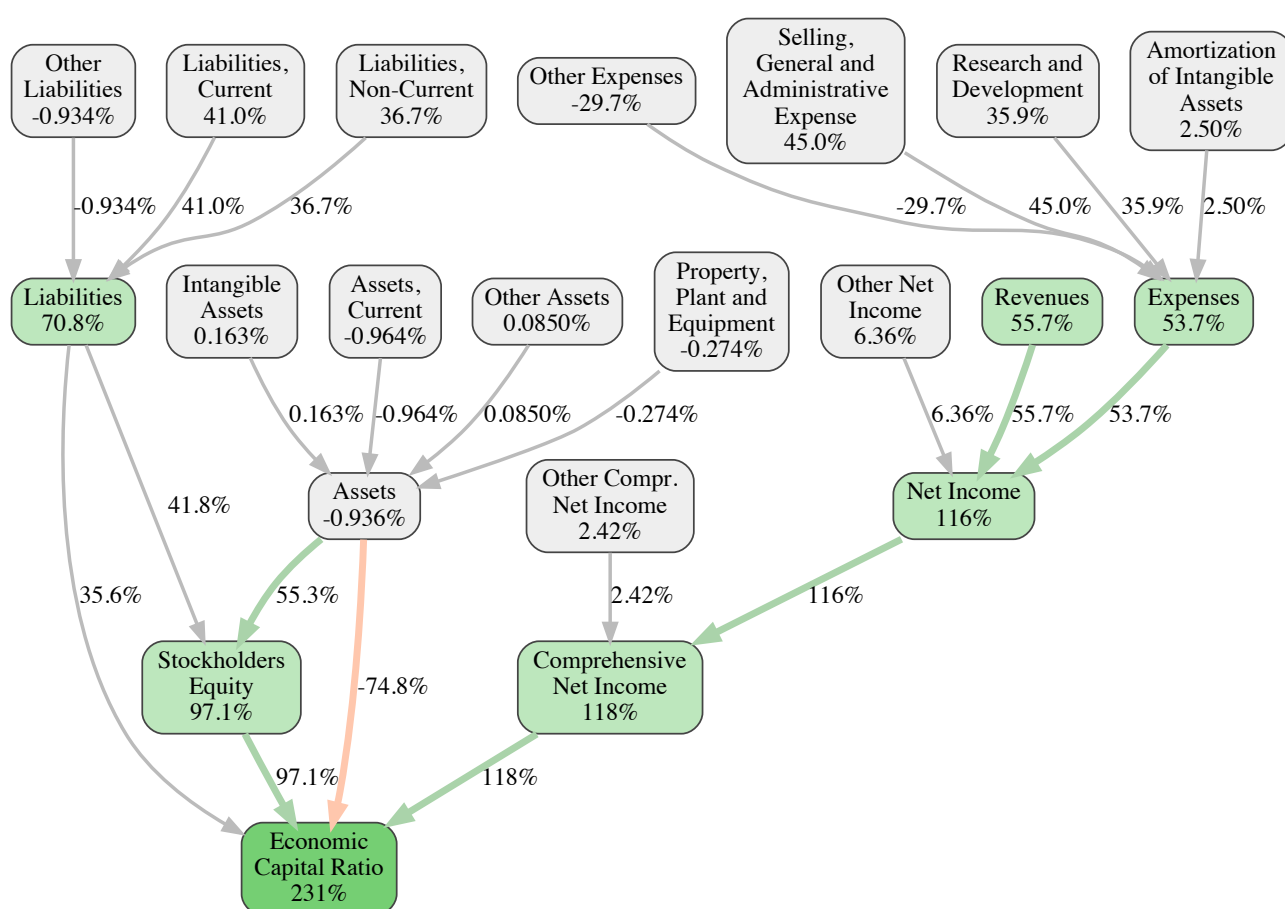 Other
Liabilities
-0.934%
Liabilities,
Current
41.0%
Liabilities,
Non-Current
36.7%
Other Expenses
-29.7%
Selling,
General and
Administrative
Expense
45.0%
Research and
Development
35.9%
Amortization
of Intangible
Assets
2.50%
-0.934%
41.0%
36.7%
-29.7%
45.0%
35.9%
2.50%
Liabilities
70.8%
Intangible
Assets
0.163%
Assets,
Current
-0.964%
Other Assets
0.0850%
Property,
Plant and
Equipment
-0.274%
Other Net
Income
6.36%
Revenues
55.7%
Expenses
53.7%
0.163%
-0.964%
0.0850%
-0.274%
6.36%
55.7%
53.7%
41.8%
Assets
-0.936%
Other Compr.
Net Income
2.42%
Net Income
116%
35.6%
55.3%
2.42%
116%
Stockholders
Equity
97.1%
-74.8%
Comprehensive
Net Income
118%
97.1%
118%
Economic
Capital Ratio
231%